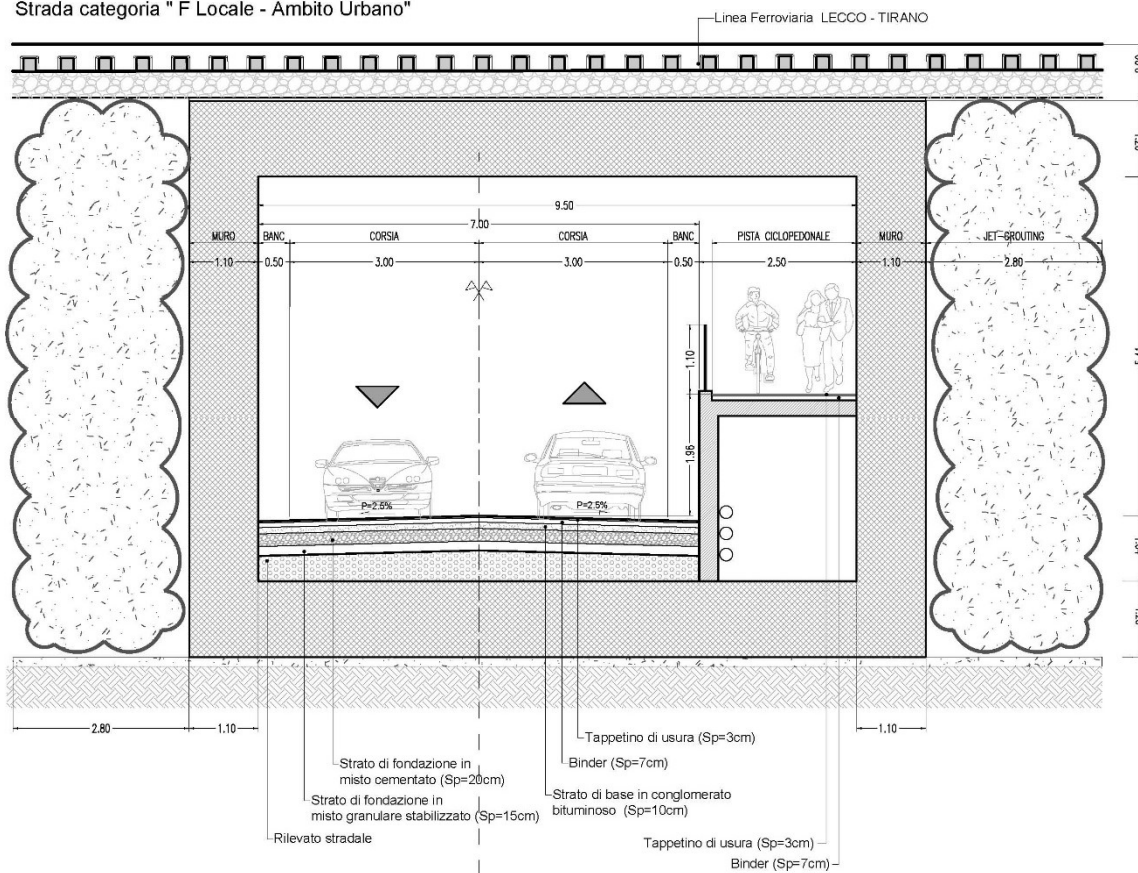 Strada categoria " F Locale - Ambito Urbano"
Linea Ferroviaria LECCO - TIRANO
9.50
7.00
MURO BANC CORSIA CORSIA BANC PISTA CICLOPEDONALE MURO JET-GROUTING
1.10 0.50 3.00 3.00 0.50 2.50 1.10 2.80
1.10
1.96
P=2.5% P=2.5%
2.80 1.10 1.10
Tappetino di usura (Sp=3cm)
Binder (Sp=7cm)
Strato di fondazione in
misto cementato (Sp=20cm)
Strato di base in conglomerato
bituminoso (Sp=10cm)
Strato di fondazione in
misto granulare stabilizzato (Sp=15cm)
Rilevato stradale
Tappetino di usura (Sp=3cm)
Binder (Sp=7cm)